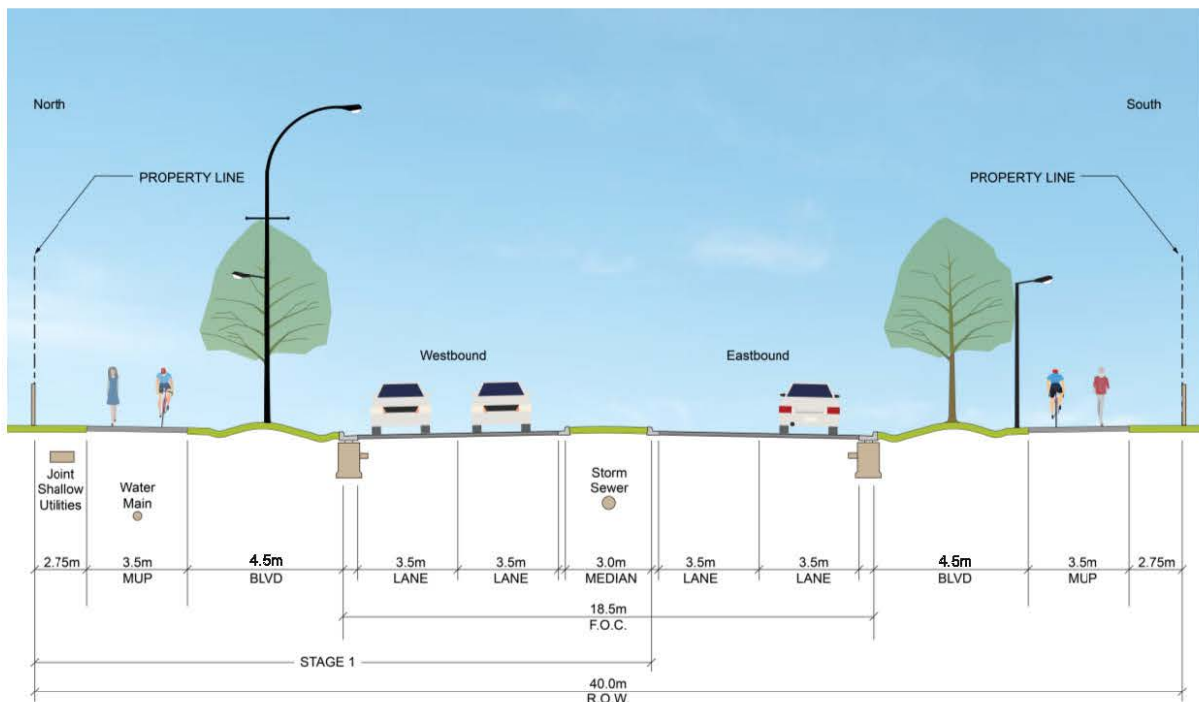 North
South
PROPERTY LINE
PROPERTY LINE
Westbound
Eastbound
Joint
Shallow
Utilities
Water
Main
Storm
Sewer
2.75m
3.5m
MUP
4.5m
BLVD
3.5m
LANE
3.5m
LANE
3.0m
MEDIAN
3.5m
LANE
3.5m
LANE
4.5m
BLVD
3.5m
MUP
2.75m
18.5m
F.O.C.
STAGE 1
40.0m
R.O.W.